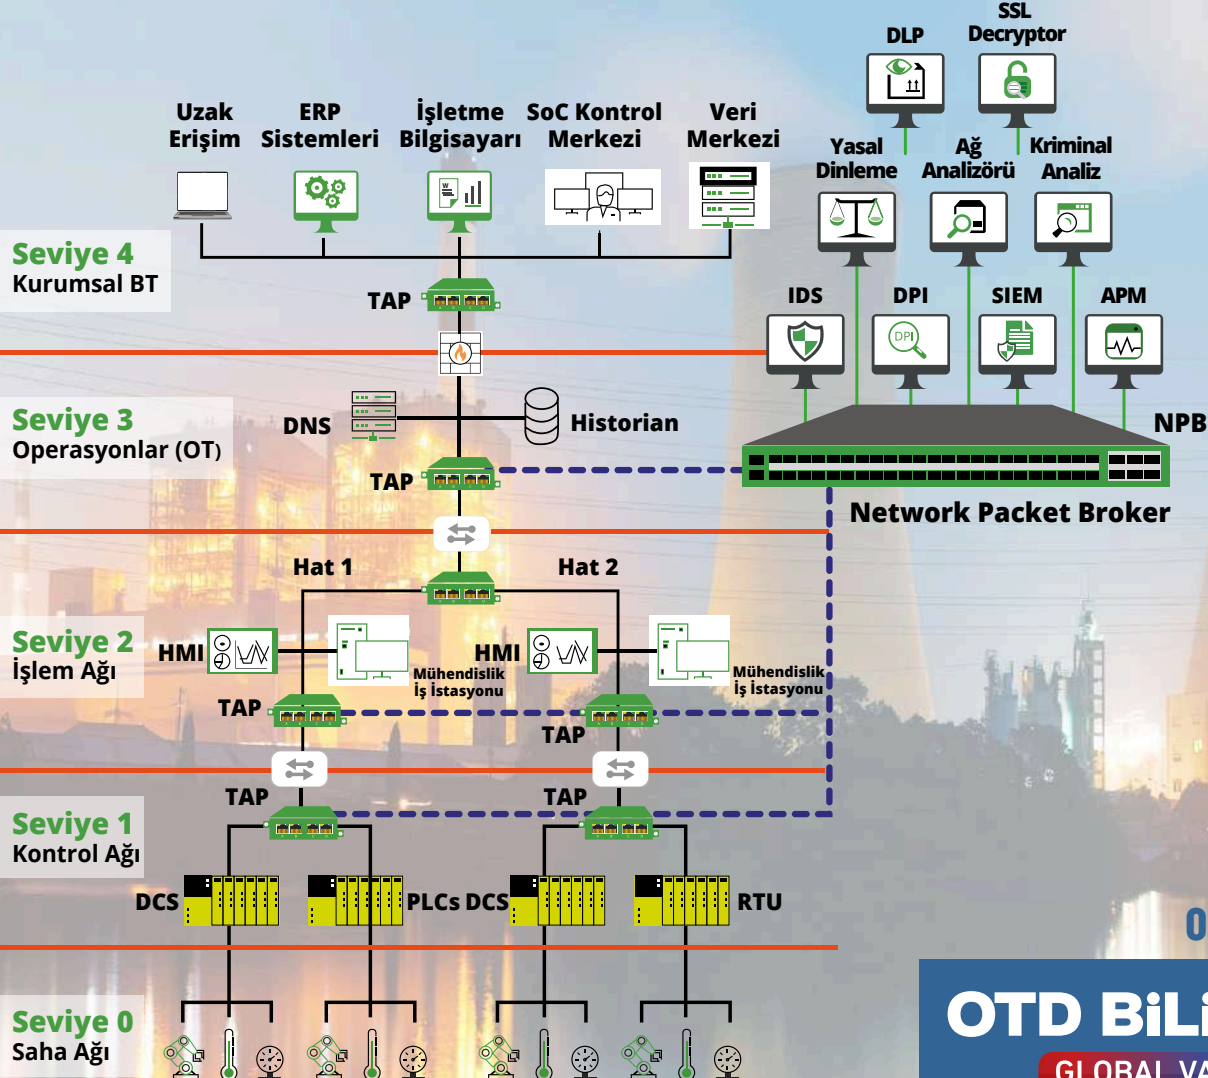 SSL
Decryptor
DLP
Uzak
Erişim
ERP
Sistemleri
İşletme
Bilgisayarı
SoC Kontrol
Merkezi
Veri
Merkezi
Yasal
Dinleme
Ağ
Analizörü
Kriminal
Analiz
Seviye 4
Kurumsal BT
TAP
IDS
DPI
SIEM
APM
DPI
Seviye 3
Operasyonlar (OT)
DNS
Historian
NPB
TAP
Network Packet Broker
Hat 1
Hat 2
Seviye 2
İşlem Ağı
HMI
Mühendislik
İş İstasyonu
HMI
Mühendislik
İş İstasyonu
TAP
TAP
TAP
TAP
Seviye 1
Kontrol Ağı
DCS
PLCs
DCS
RTU
Seviye 0
Saha Ağı
OTD BiLi
GLOBAL VA